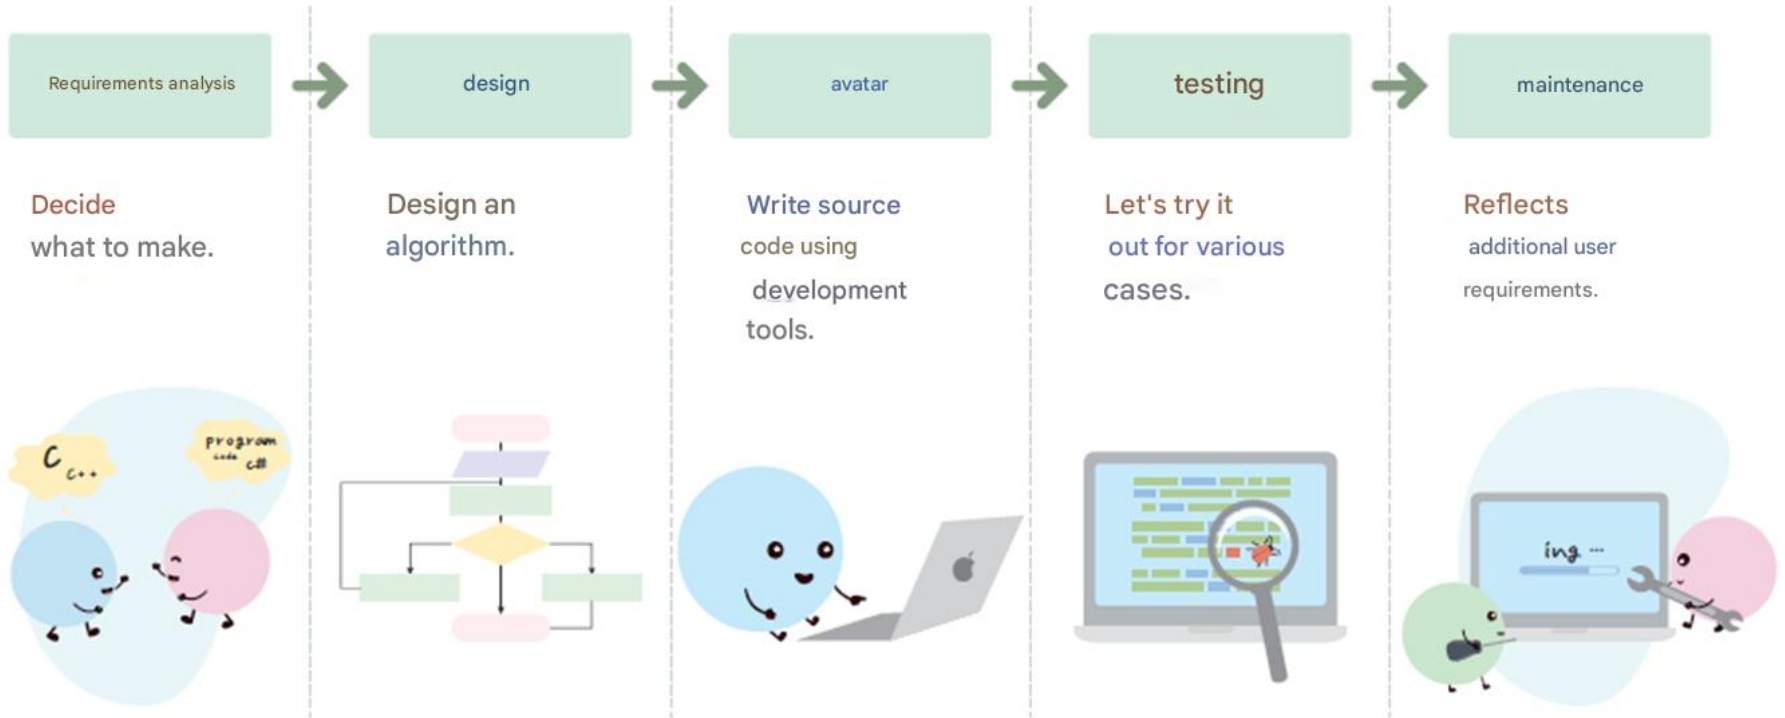 Requirements analysis
design
avatar
testing
maintenance
Decide
what to make.
Design an
algorithm.
Write source
code using
development
tools.
Let's try it
out for various
cases.
Reflects
additional user
requirements.
C
C++
program
code
C#
ing ...